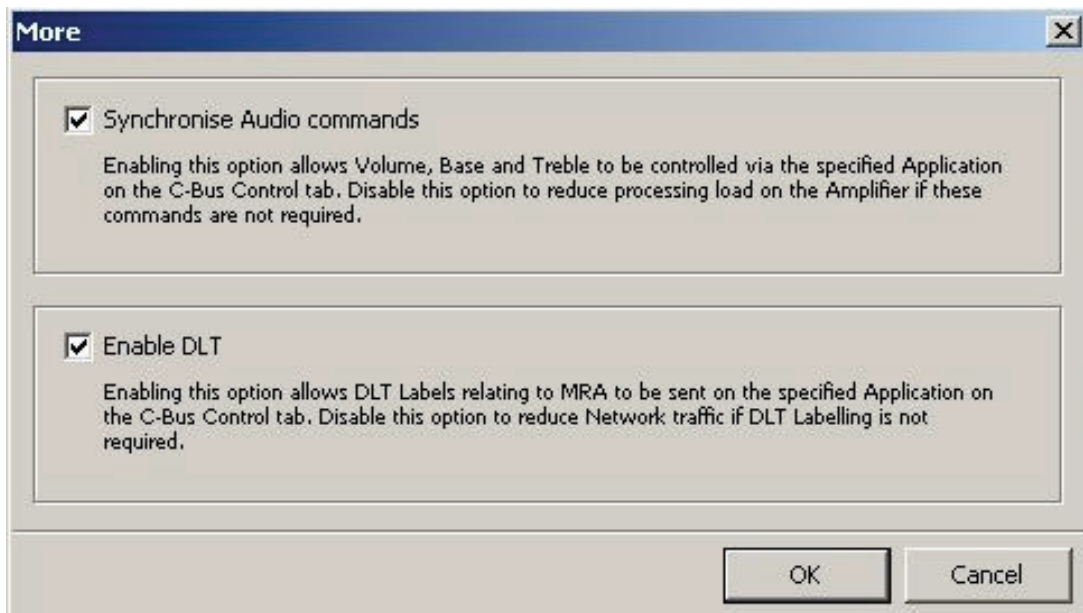 More
Synchronise Audio commands
Enabling this option allows Volume, Base and Treble to be controlled via the specified Application
on the C-Bus Control tab. Disable this option to reduce processing load on the Amplifier if these
commands are not required.
Enable DLT
Enabling this option allows DLT Labels relating to MRA to be sent on the specified Application on
the C-Bus Control tab. Disable this option to reduce Network traffic if DLT Labelling is not
required.
OK
Cancel